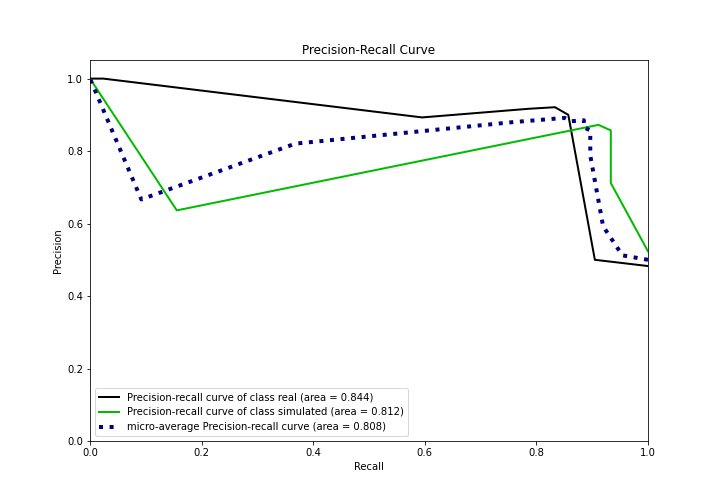 Precision-Recall Curve
1.0
0.8
0.6
0.4
0.2
0.0
Precision
Precision-recall curve of class real (area = 0.844)
Precision-recall curve of class simulated (area = 0.812)
micro-average Precision-recall curve (area = 0.808)
0.0 0.2 0.4 0.6 0.8 1.0
Recall